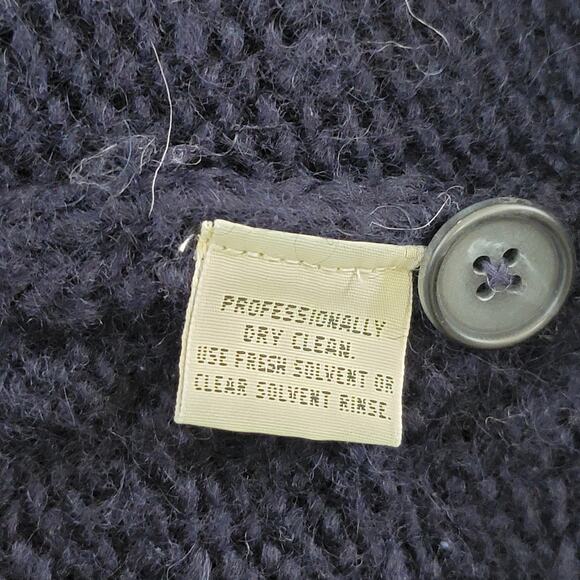 PROFESSIONALLY
DRY CLEAN.
USE FRESH SOLVENT OR
CLEAR SOLVENT RINSE.